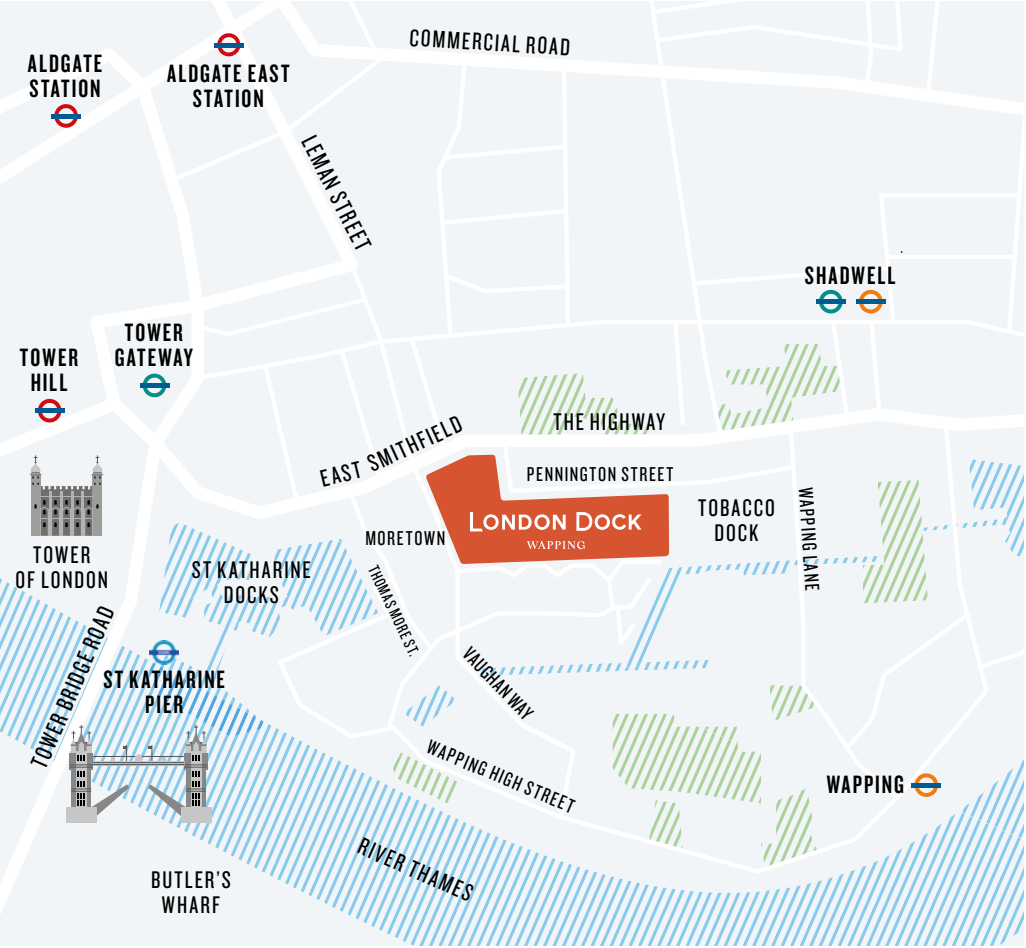 COMMERCIAL ROAD
ALDGATE
STATION
ALDGATE EAST
STATION
LEMAN STREET
SHADWELL
TOWER
GATEWAY
TOWER
HILL
THE HIGHWAY
EAST SMITHFIELD
PENNINGTON STREET
LONDON DOCK
WAPPING
TOBACCO
DOCK
WAPPING LANE
MORETOWN
TOWER
OF LONDON
ST KATHARINE
DOCKS
THOMAS MORE ST.
TOWER BRIDGE ROAD
ST KATHARINE
PIER
VAUGHAN WAY
WAPPING HIGH STREET
WAPPING
RIVER THAMES
BUTLER'S
WHARF